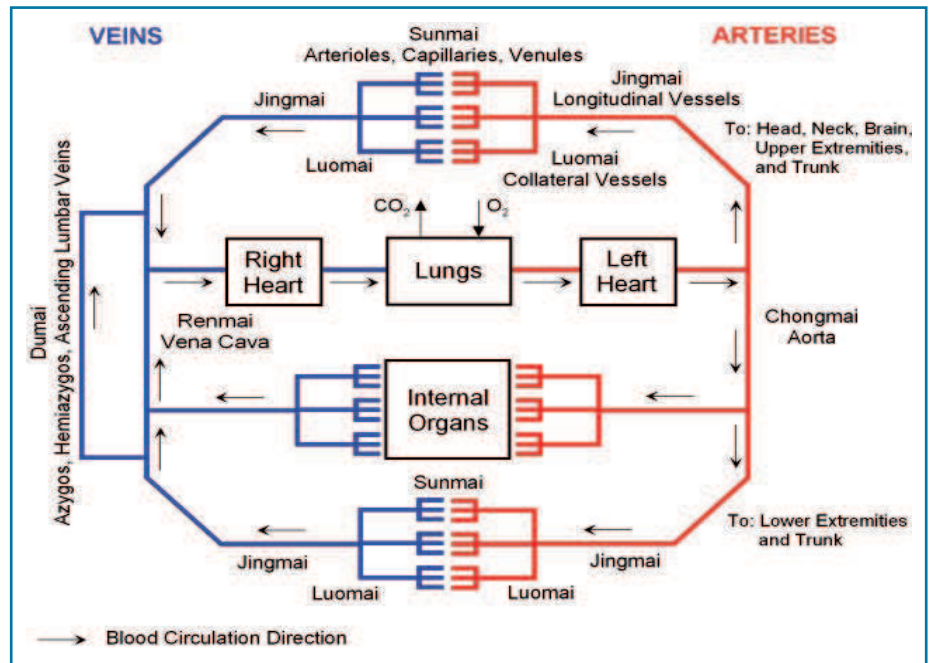 VEINS
ARTERIES
Sunmai
Arterioles, Capillaries, Venules
Jingmai
Jingmai
Longitudinal Vessels
To: Head, Neck, Brain,
Upper Extremities,
and Trunk
Luomai
Luomai
Collateral Vessels
CO2
O2
Right
Heart
Lungs
Left
Heart
Dumai
Azygos, Hemiazygos, Ascending Lumbar Veins
Renmai
Vena Cava
Chongmai
Aorta
Internal
Organs
Sunmai
To: Lower Extremities
and Trunk
Jingmai
Jingmai
Luomai
Luomai
Blood Circulation Direction